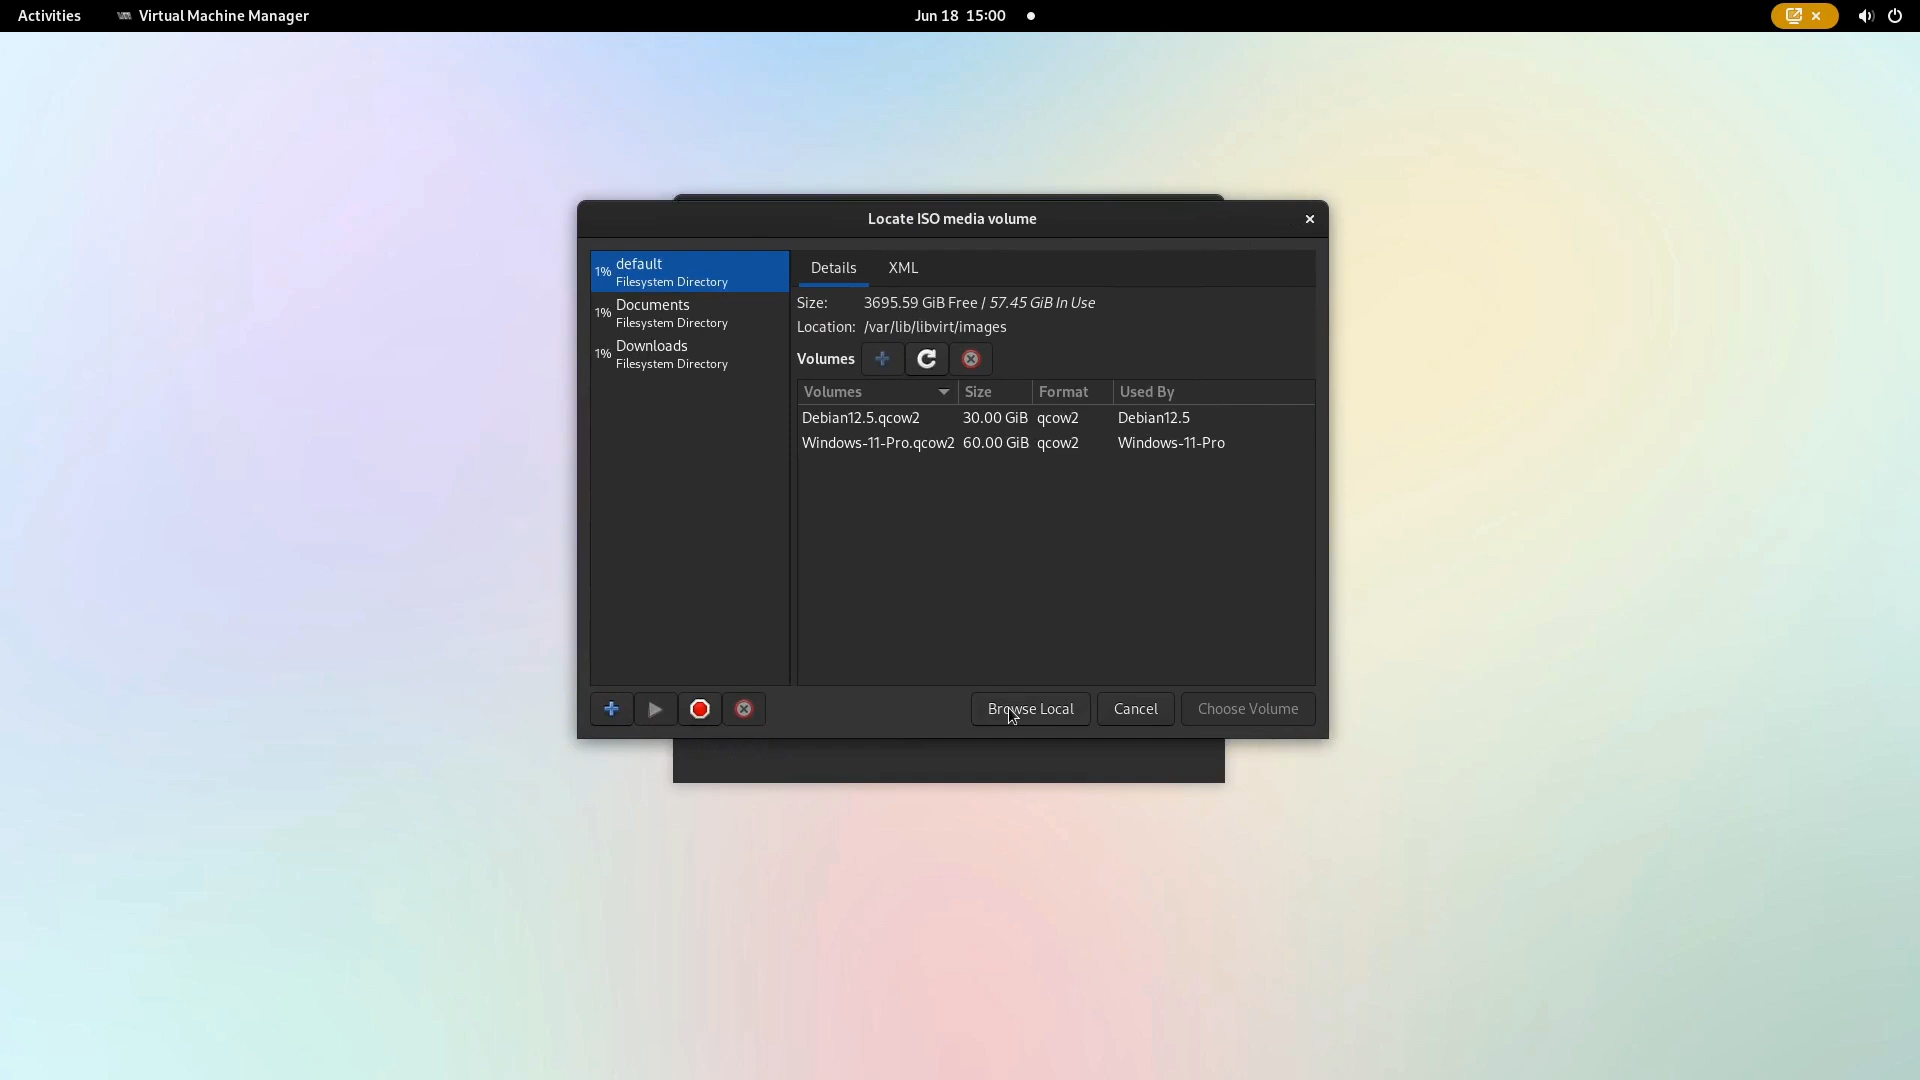 Activities Virtual Machine Manager Jun 18 15:00
Locate ISO media volume
1% default
Filesystem Directory
1% Documents
Filesystem Directory
1% Downloads
Filesystem Directory
Details XML
Size: 3695.59 GiB Free / 57.45 GiB In Use
Location: /var/lib/libvirt/images
Volumes
Volumes Size Format Used By
Debian12.5.qcow2 30.00 GiB qcow2 Debian12.5
Windows-11-Pro.qcow2 60.00 GiB qcow2 Windows-11-Pro
Browse Local Cancel Choose Volume